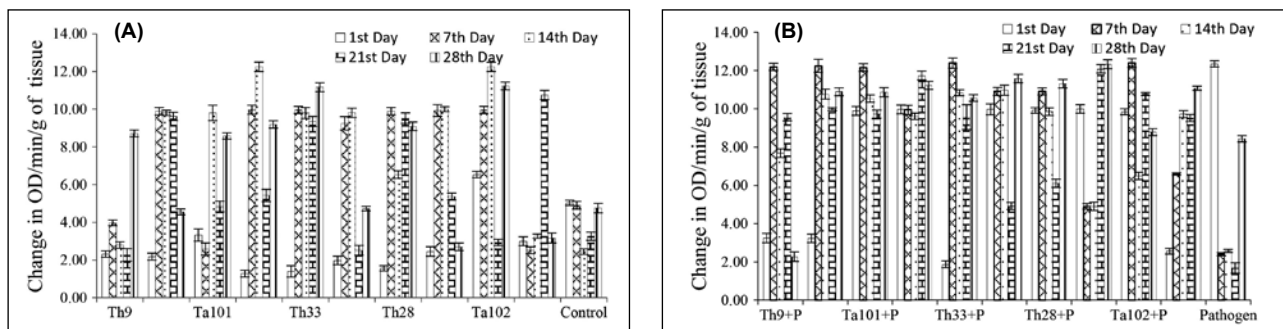 (A)
1st Day 7th Day 14th Day
21st Day 28th Day
Change in OD/min/g of tissue
14.00
12.00
10.00
8.00
6.00
4.00
2.00
0.00
Th9 Ta101 Th33 Th28 Ta102 Control
(B)
1st Day 7th Day 14th Day
21st Day 28th Day
Change in OD/min/g of tissue
14.00
12.00
10.00
8.00
6.00
4.00
2.00
0.00
Th9+P Ta101+P Th33+P Th28+P Ta102+P Pathogen